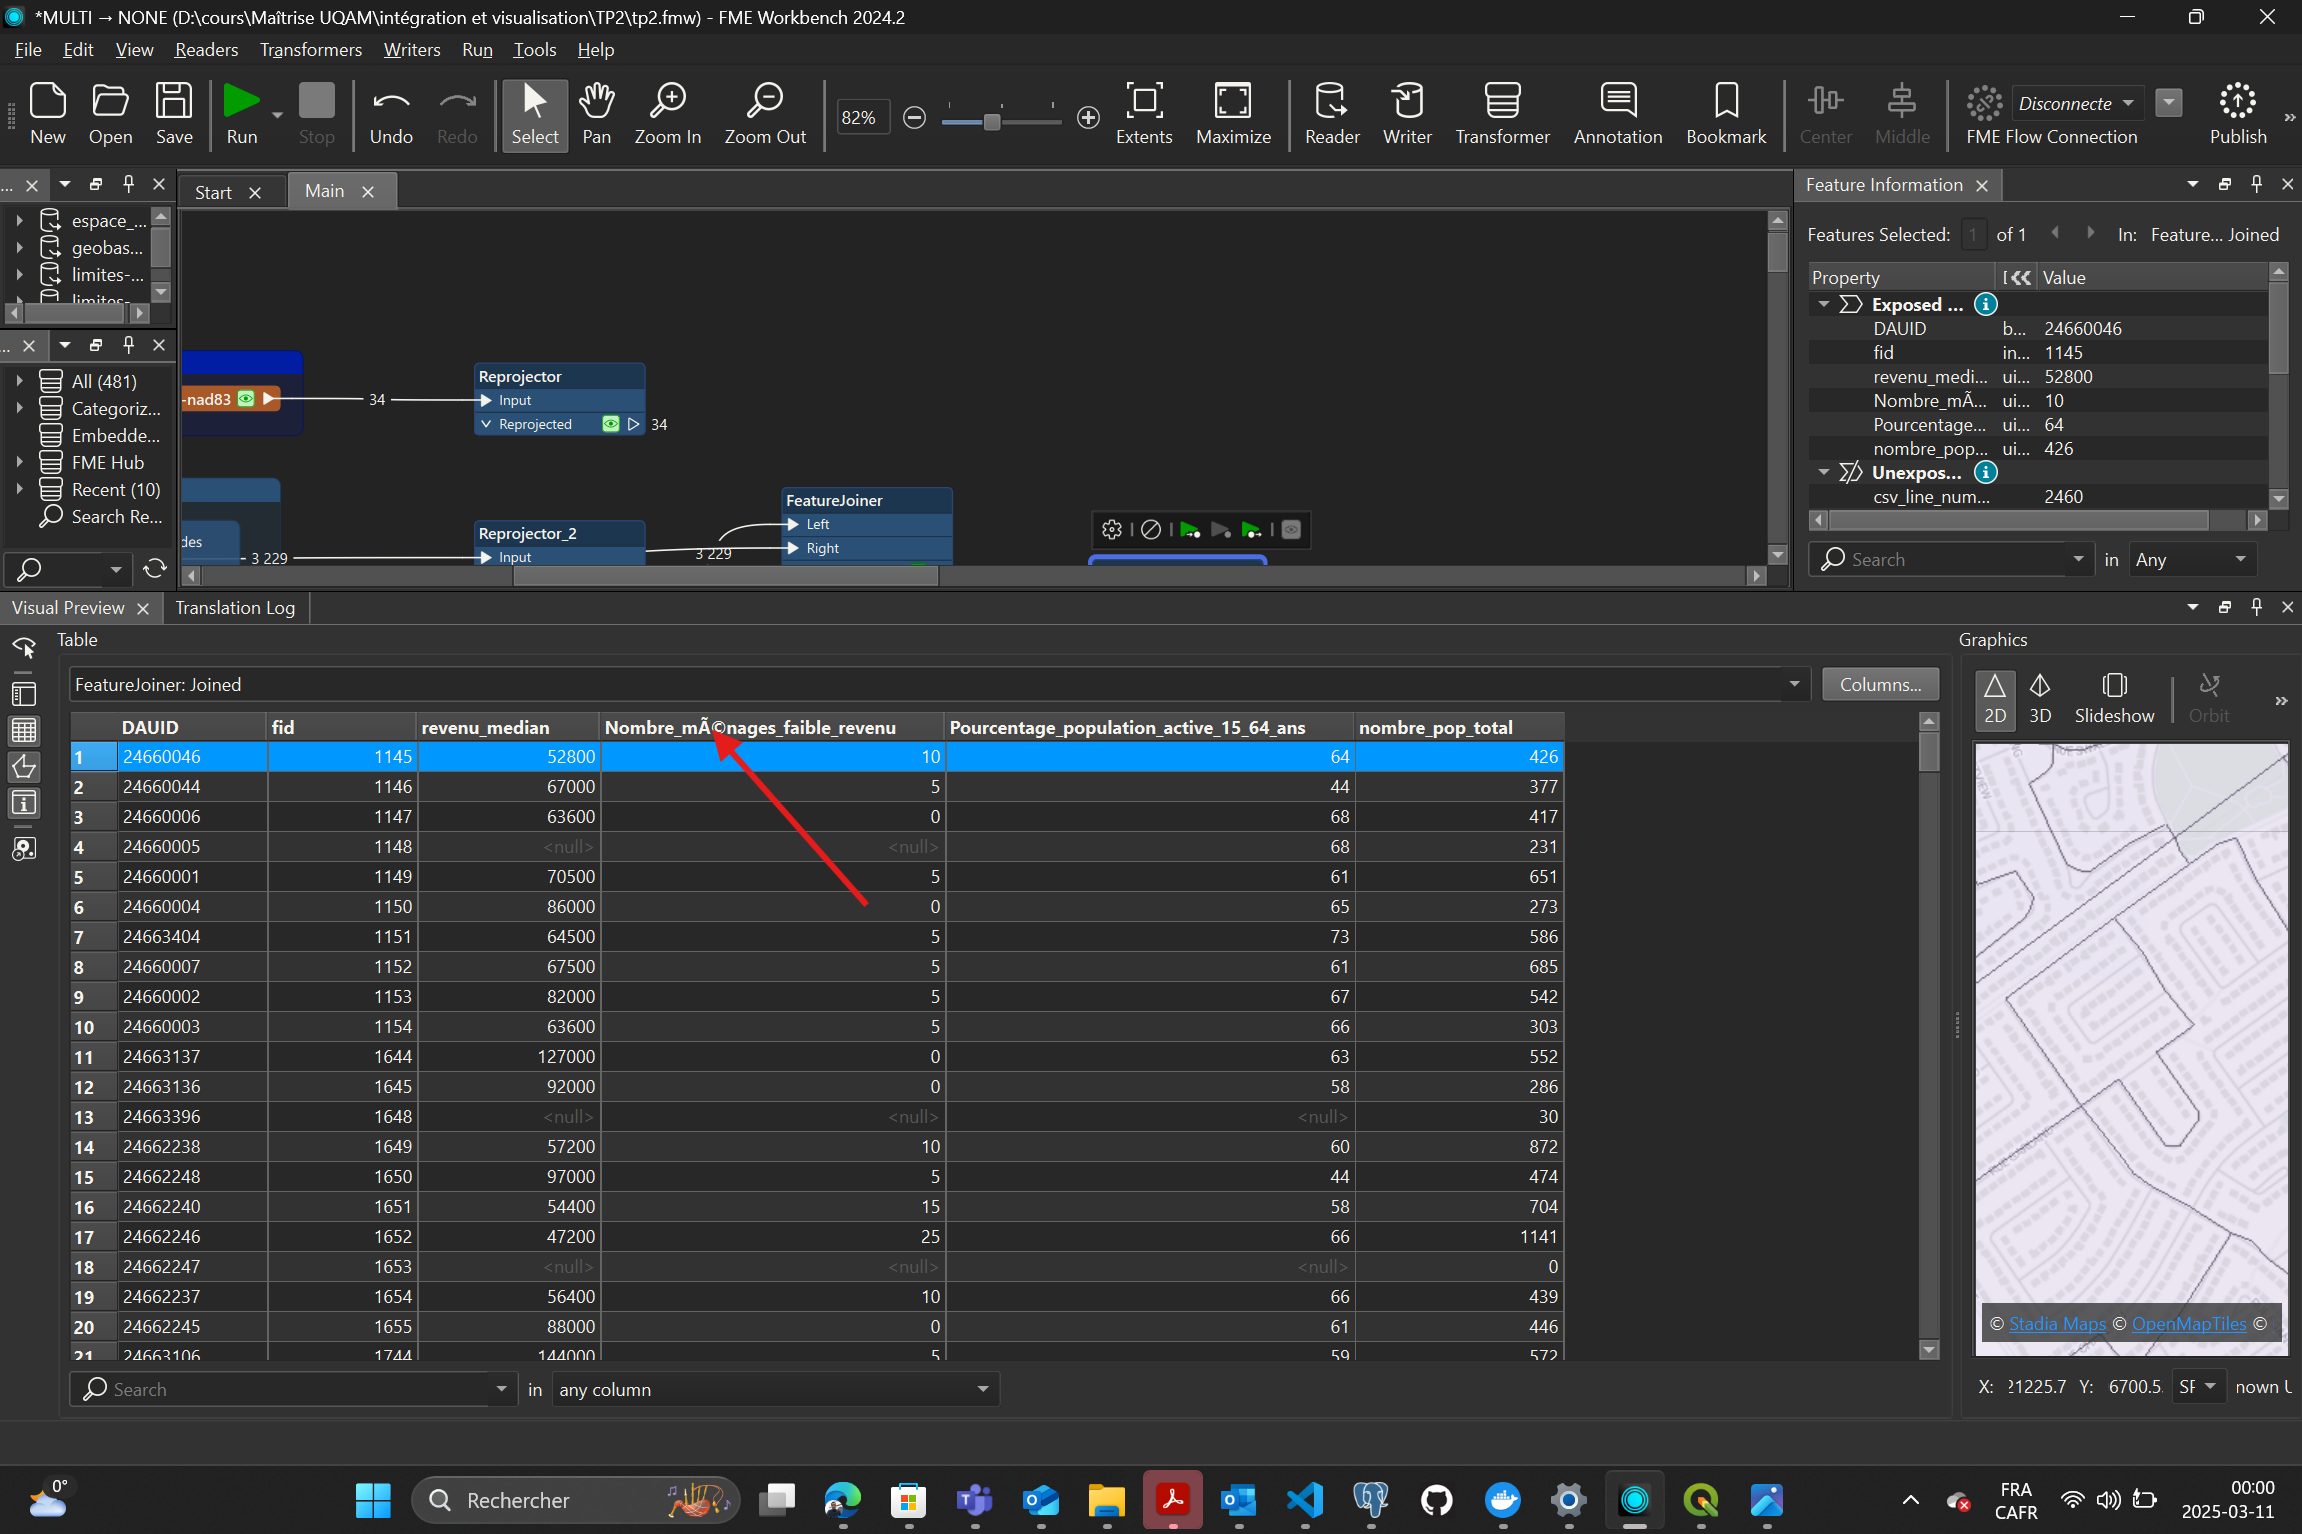 *MULTI → NONE (D:\cours\Maîtrise UQAM\intégration et visualisation\TP2\tp2.fmw) - FME Workbench 2024.2
File Edit View Readers Transformers Writers Run Tools Help
New Open Save Run Stop Undo Redo Select Pan Zoom In Zoom Out 82% Extents Maximize Reader Writer Transformer Annotation Bookmark Center Middle Disconnecte FME Flow Connection Publish
... Start Main Feature Information
espace_...
geobas...
limites-...
limites-
...
All (481)
Categoriz...
Embedde...
FME Hub
Recent (10)
Search Re...
-nad83 34
Reprojector
Input
Reprojected 34
des
3 229
Reprojector_2
Input
3 229
FeatureJoiner
Left
Right
Features Selected: 1 of 1 In: Feature... Joined
Property Value
Exposed ...
DAUID b... 24660046
fid in... 1145
revenu_medi... ui... 52800
Nombre_mÃ... ui... 10
Pourcentage... ui... 64
nombre_pop... ui... 426
Unexpos...
csv_line_num... 2460
Search in Any
Visual Preview Translation Log
Table
FeatureJoiner: Joined Columns...
DAUID fid revenu_median Nombre_mÃ©nages_faible_revenu Pourcentage_population_active_15_64_ans nombre_pop_total
1 24660046 1145 52800 10 64 426
2 24660044 1146 67000 5 44 377
3 24660006 1147 63600 0 68 417
4 24660005 1148 <null> <null> 68 231
5 24660001 1149 70500 5 61 651
6 24660004 1150 86000 0 65 273
7 24663404 1151 64500 5 73 586
8 24660007 1152 67500 5 61 685
9 24660002 1153 82000 5 67 542
10 24660003 1154 63600 5 66 303
11 24663137 1644 127000 0 63 552
12 24663136 1645 92000 0 58 286
13 24663396 1648 <null> <null> <null> 30
14 24662238 1649 57200 10 60 872
15 24662248 1650 97000 5 44 474
16 24662240 1651 54400 15 58 704
17 24662246 1652 47200 25 66 1141
18 24662247 1653 <null> <null> <null> 0
19 24662237 1654 56400 10 66 439
20 24662245 1655 88000 0 61 446
21 24663106 1744 144000 5 59 572
Search in any column
Graphics
2D 3D Slideshow Orbit
© Stadia Maps © OpenMapTiles ©
X: 21225.7 Y: 6700.5 nown
0°
Rechercher
FRA
CAFR
00:00
2025-03-11